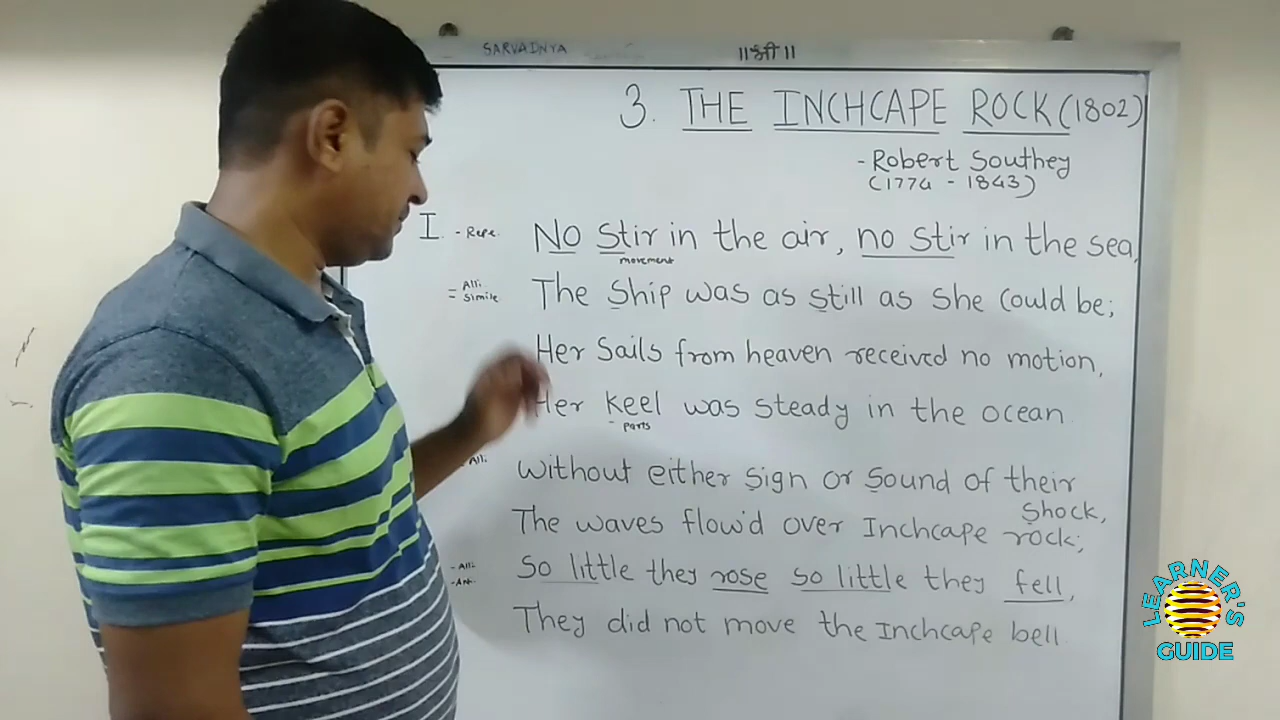 SARVADNYA
॥श्री॥
3. THE INCHCAPE ROCK (1802)
- Robert Southey
(1774 - 1843)
I - Repe. No stir in the air, no stir in the sea,
movement
= Alli.
= Simile
The Ship was as still as she could be;
Her Sails from heaven received no motion,
Her keel was steady in the ocean
- parts
Alli. without either sign or sound of their
Shock,
The waves flow'd over Inchcape rock;
- Alli.
- Ant.
So little they rose so little they fell,
They did not move the Inchcape bell
LEARNER'S
GUIDE